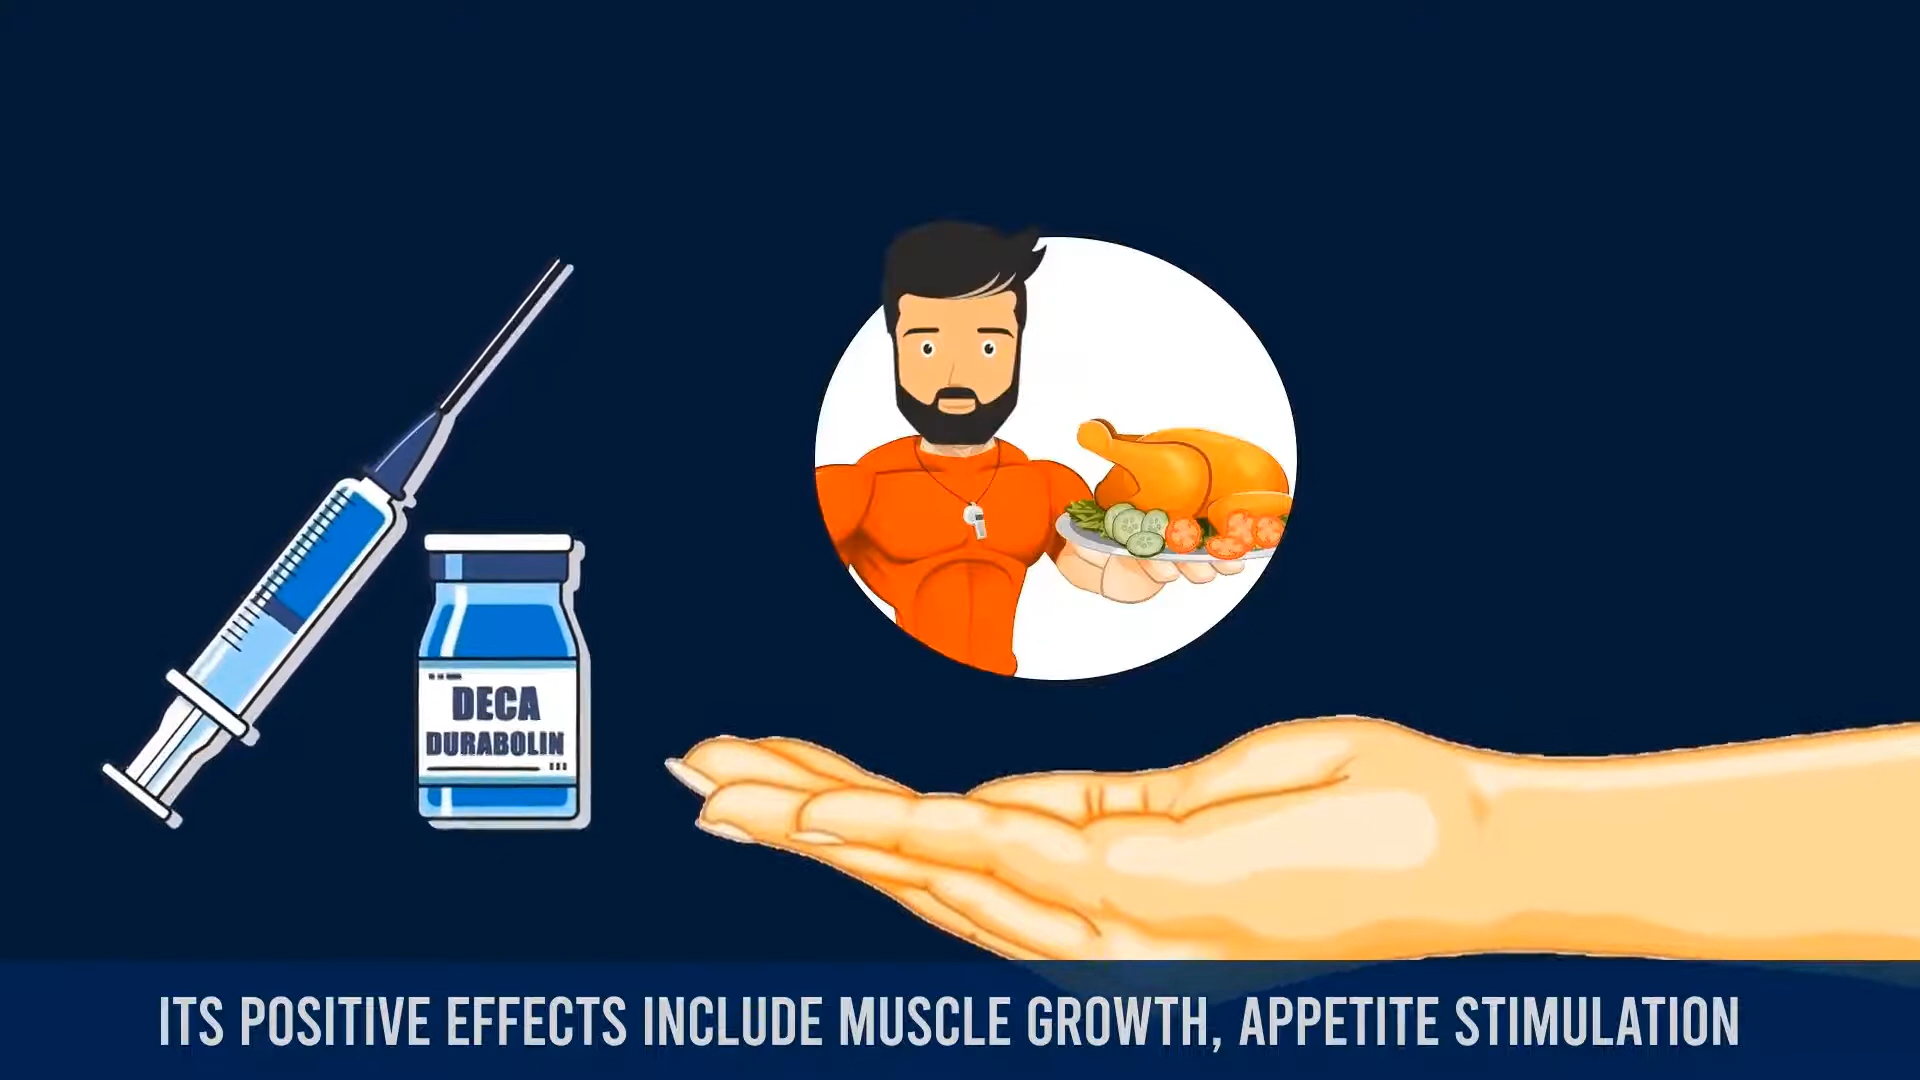 DECA
DURABOLIN
ITS POSITIVE EFFECTS INCLUDE MUSCLE GROWTH, APPETITE STIMULATION